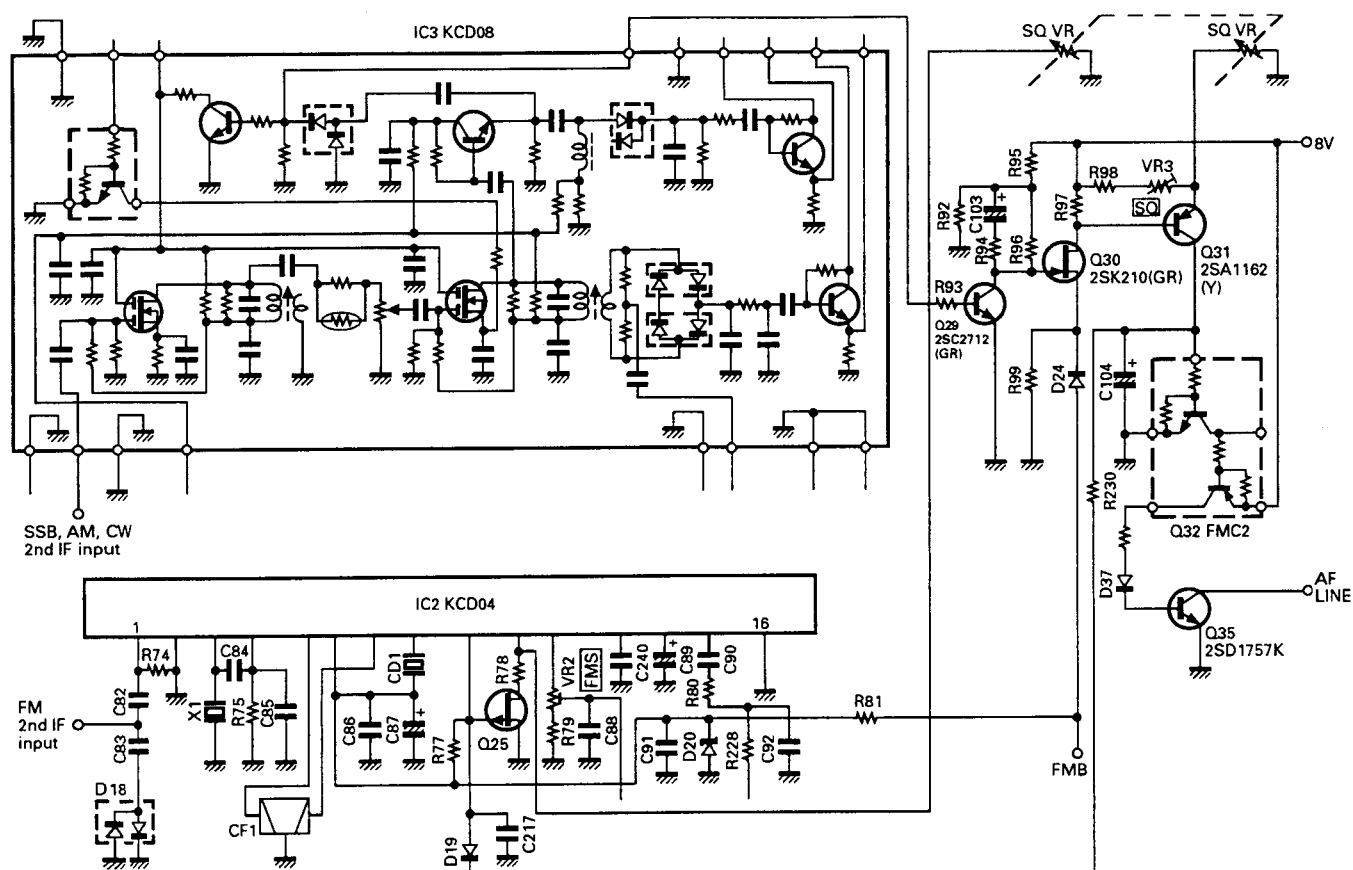 IC3 KCD08
SQ VR
SQ VR
8V
R95
R98
VR3
SQ
R92
C103
R97
R94
R96
Q30
2SK210(GR)
Q31
2SA1162
(Y)
R93
Q29
2SC2712
(GR)
R99
D24
C104
R230
Q32 FMC2
SSB, AM, CW
2nd IF input
D37
AF
LINE
Q35
2SD1757K
IC2 KCD04
1
16
R74
C84
CD1
R78
VR2
FMS
C240
C89
C90
R80
C82
X1
R75
C85
FM
2nd IF
input
C83
C86
C87
R77
Q25
R79
C88
C91
D20
R228
C92
R81
FMB
D18
CF1
D19
C217